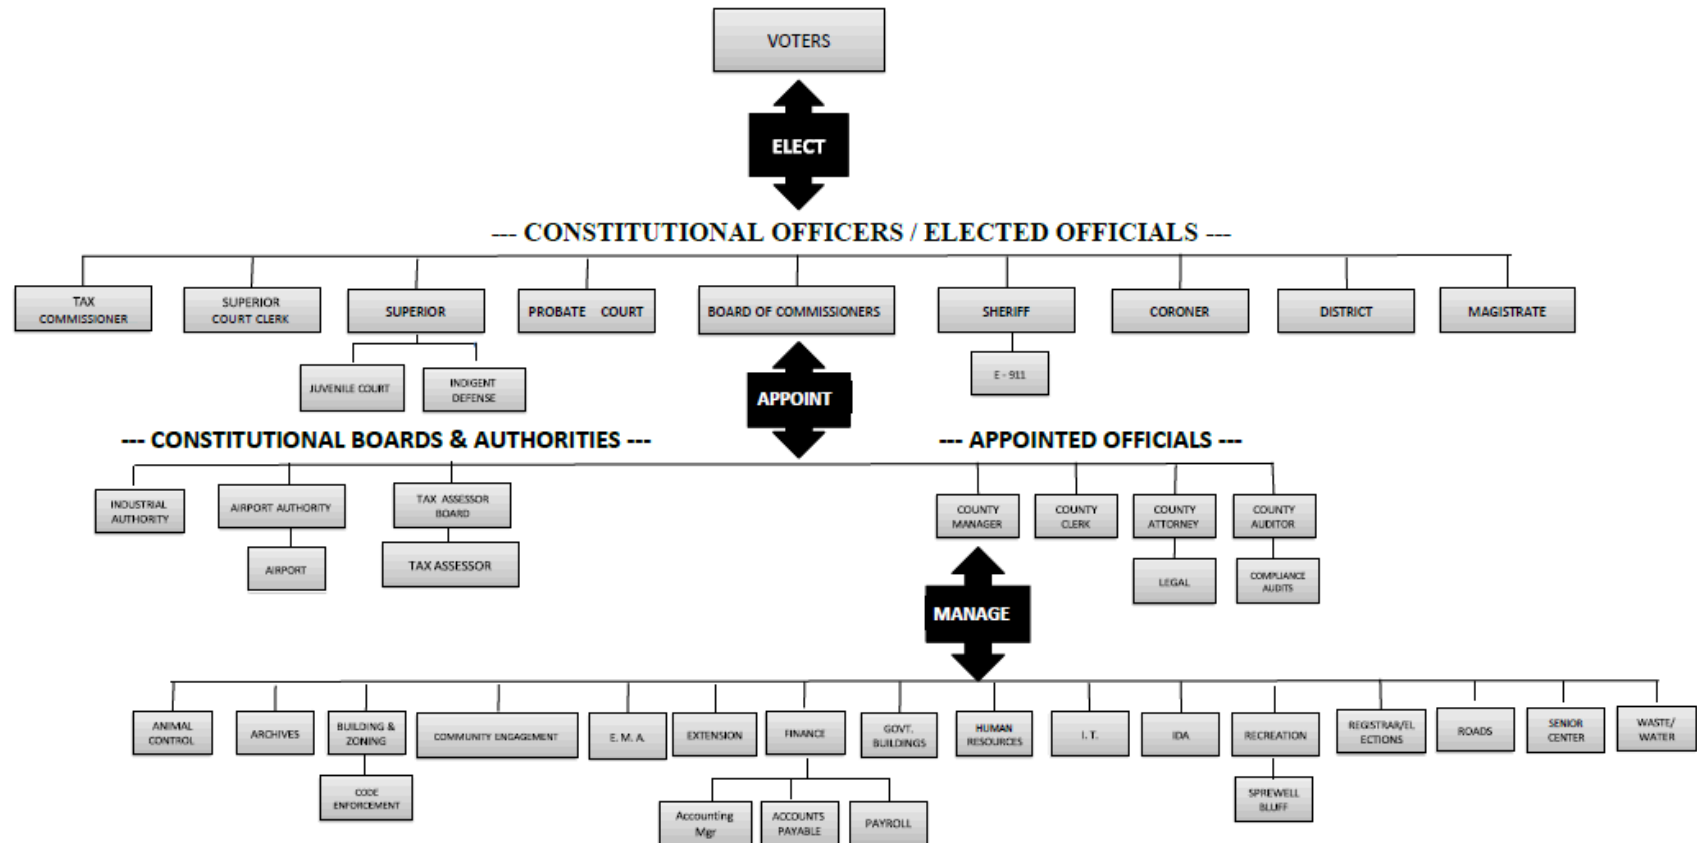 VOTERS
ELECT
--- CONSTITUTIONAL OFFICERS / ELECTED OFFICIALS ---
TAX
COMMISSIONER
SUPERIOR
COURT CLERK
SUPERIOR
PROBATE COURT
BOARD OF COMMISSIONERS
SHERIFF
CORONER
DISTRICT
MAGISTRATE
JUVENILE COURT
INDIGENT
DEFENSE
E - 911
APPOINT
--- CONSTITUTIONAL BOARDS & AUTHORITIES ---
--- APPOINTED OFFICIALS ---
INDUSTRIAL
AUTHORITY
AIRPORT AUTHORITY
TAX ASSESSOR
BOARD
COUNTY
MANAGER
COUNTY
CLERK
COUNTY
ATTORNEY
COUNTY
AUDITOR
AIRPORT
TAX ASSESSOR
LEGAL
COMPLIANCE
AUDITS
MANAGE
ANIMAL
CONTROL
ARCHIVES
BUILDING &
ZONING
COMMUNITY ENGAGEMENT
E. M. A.
EXTENSION
FINANCE
GOVT.
BUILDINGS
HUMAN
RESOURCES
I. T.
IDA
RECREATION
REGISTRAR/EL
ECTIONS
ROADS
SENIOR
CENTER
WASTE/
WATER
CODE
ENFORCEMENT
Accounting
Mgr
ACCOUNTS
PAYABLE
PAYROLL
SPREWELL
BLUFF